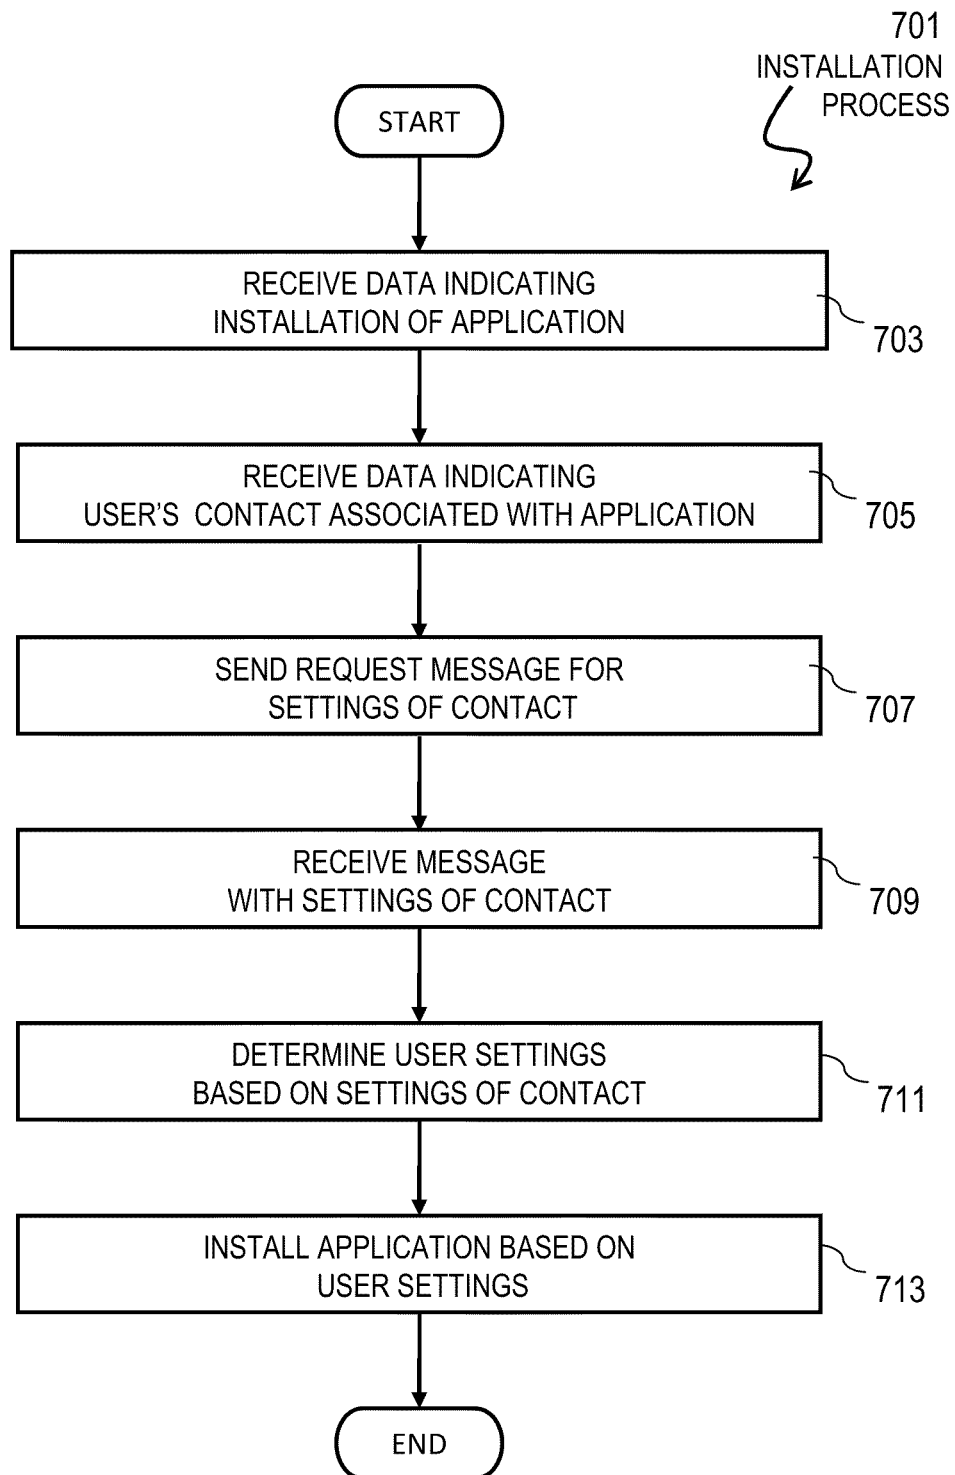 701
INSTALLATION
PROCESS
START
RECEIVE DATA INDICATING
INSTALLATION OF APPLICATION
703
RECEIVE DATA INDICATING
USER'S CONTACT ASSOCIATED WITH APPLICATION
705
SEND REQUEST MESSAGE FOR
SETTINGS OF CONTACT
707
RECEIVE MESSAGE
WITH SETTINGS OF CONTACT
709
DETERMINE USER SETTINGS
BASED ON SETTINGS OF CONTACT
711
INSTALL APPLICATION BASED ON
USER SETTINGS
713
END